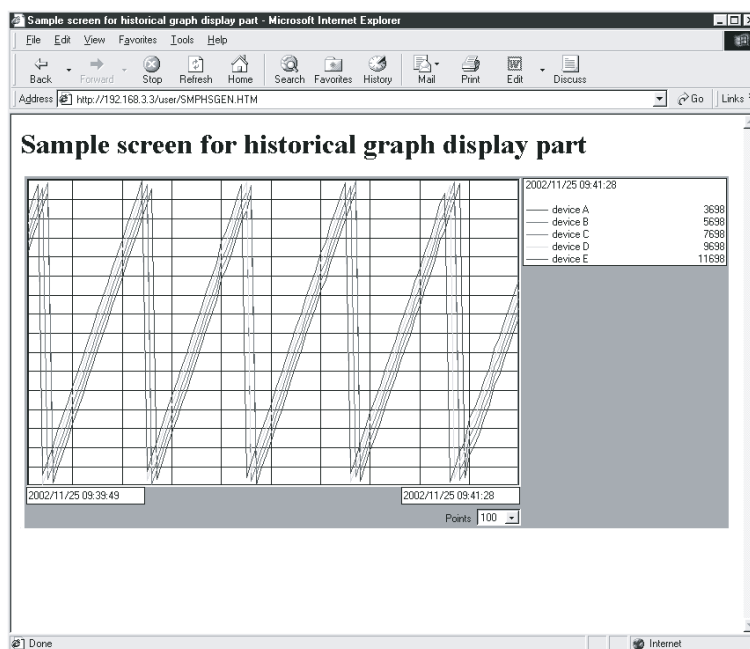 Sample screen for historical graph display part - Microsoft Internet Explorer
File Edit View Favorites Tools Help
Back Forward Stop Refresh Home Search Favorites History Mail Print Edit Discuss
Address http://192.168.3.3/user/SMPHSGEN.HTM Go Links
Sample screen for historical graph display part
2002/11/25 09:41:28
device A 3698
device B 5698
device C 7698
device D 9698
device E 11698
2002/11/25 09:39:49 2002/11/25 09:41:28
Points 100
Done Internet